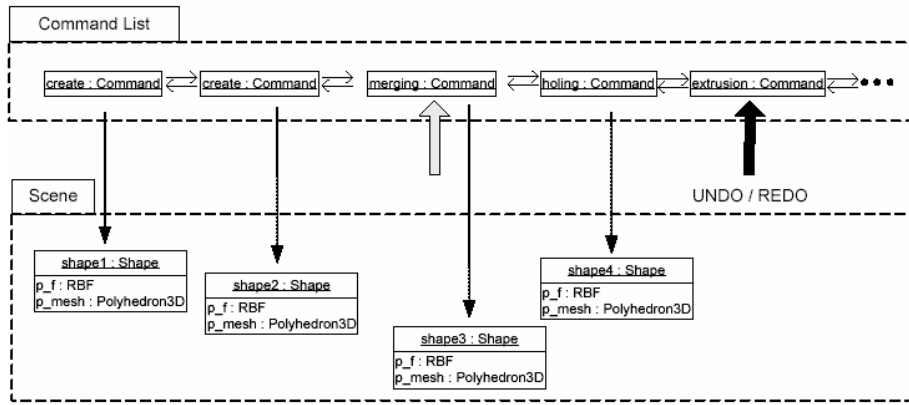 Command List
create : Command
create : Command
merging : Command
holing : Command
extrusion : Command
UNDO / REDO
Scene
shape1 : Shape
p_f : RBF
p_mesh : Polyhedron3D
shape2 : Shape
p_f : RBF
p_mesh : Polyhedron3D
shape3 : Shape
p_f : RBF
p_mesh : Polyhedron3D
shape4 : Shape
p_f : RBF
p_mesh : Polyhedron3D